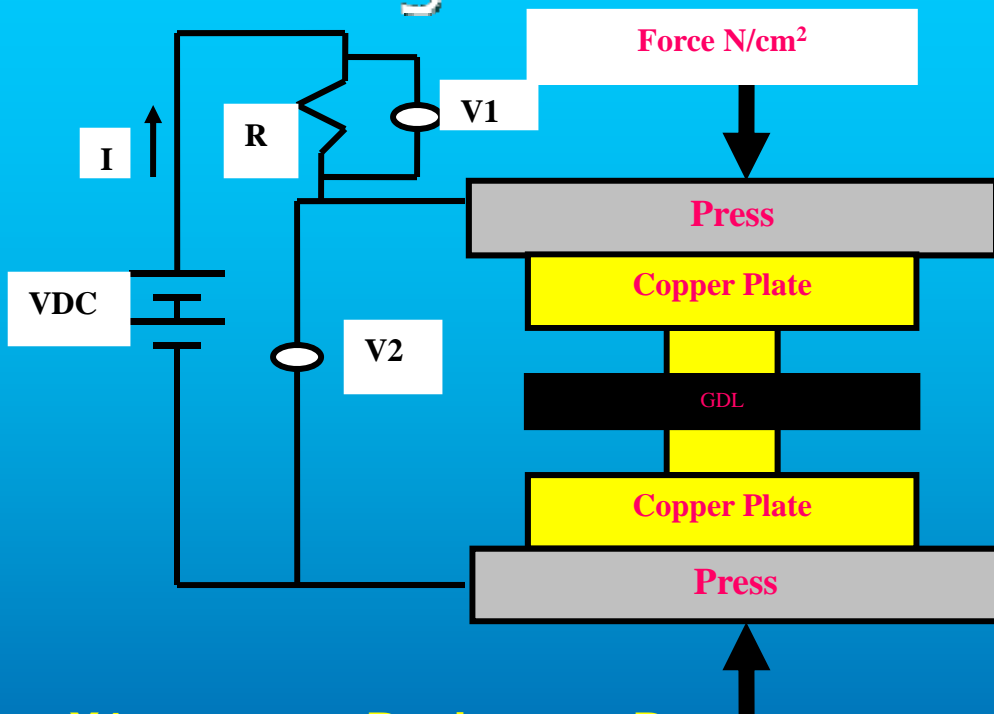 Force N/cm²
V1
R
I
Press
Copper Plate
VDC
V2
GDL
Copper Plate
Press